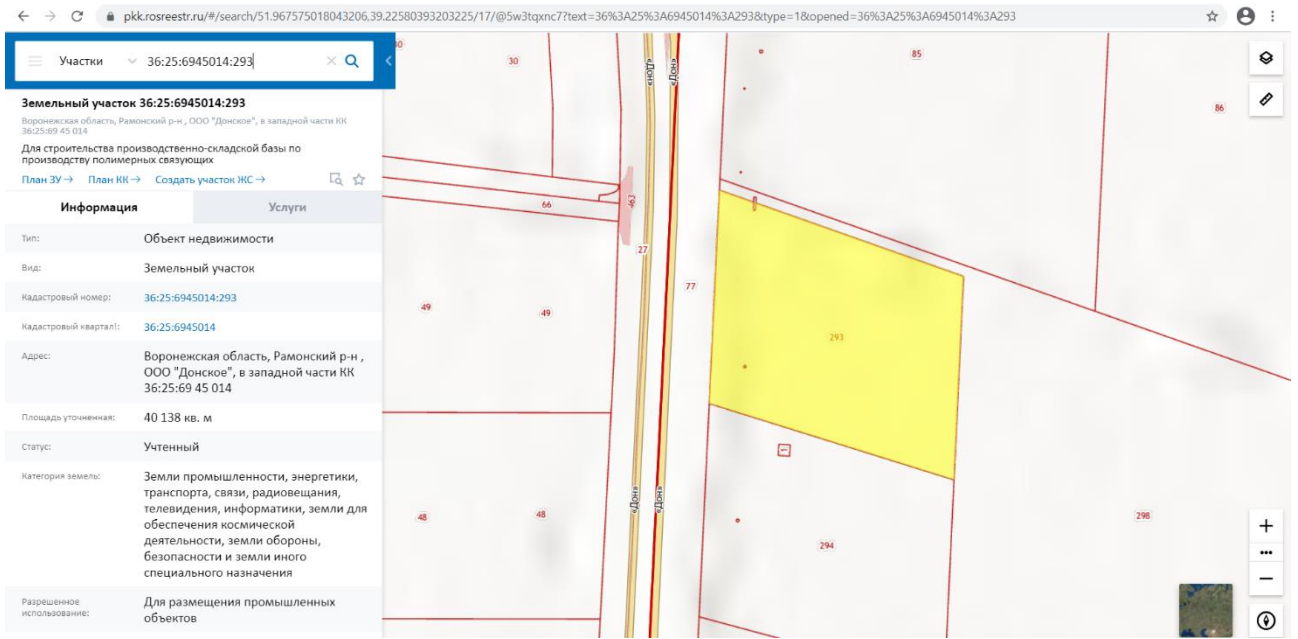 pkk.rosreestr.ru/#/search/51.967575018043206,39.22580393203225/17/@5w3tqxnc7?text=36%3A25%3A6945014%3A293&type=1&opened=36%3A25%3A6945014%3A293
Участки 36:25:6945014:293
Земельный участок 36:25:6945014:293
Воронежская область, Рамонский р-н , ООО "Донское", в западной части КК
36:25:69 45 014
Для строительства производственно-складской базы по
производству полимерных связующих
План ЗУ → План КК → Создать участок ЖС →
Информация Услуги
Тип: Объект недвижимости
Вид: Земельный участок
Кадастровый номер: 36:25:6945014:293
Кадастровый квартал!: 36:25:6945014
Адрес: Воронежская область, Рамонский р-н ,
ООО "Донское", в западной части КК
36:25:69 45 014
Площадь уточненная: 40 138 кв. м
Статус: Учтенный
Категория земель: Земли промышленности, энергетики,
транспорта, связи, радиовещания,
телевидения, информатики, земли для
обеспечения космической
деятельности, земли обороны,
безопасности и земли иного
специального назначения
Разрешенное
использование: Для размещения промышленных
объектов
30
«Дон»
«Дон»
85
86
66
463
27
77
49
49
293
1
48
48
«Дон»
«Дон»
294
298